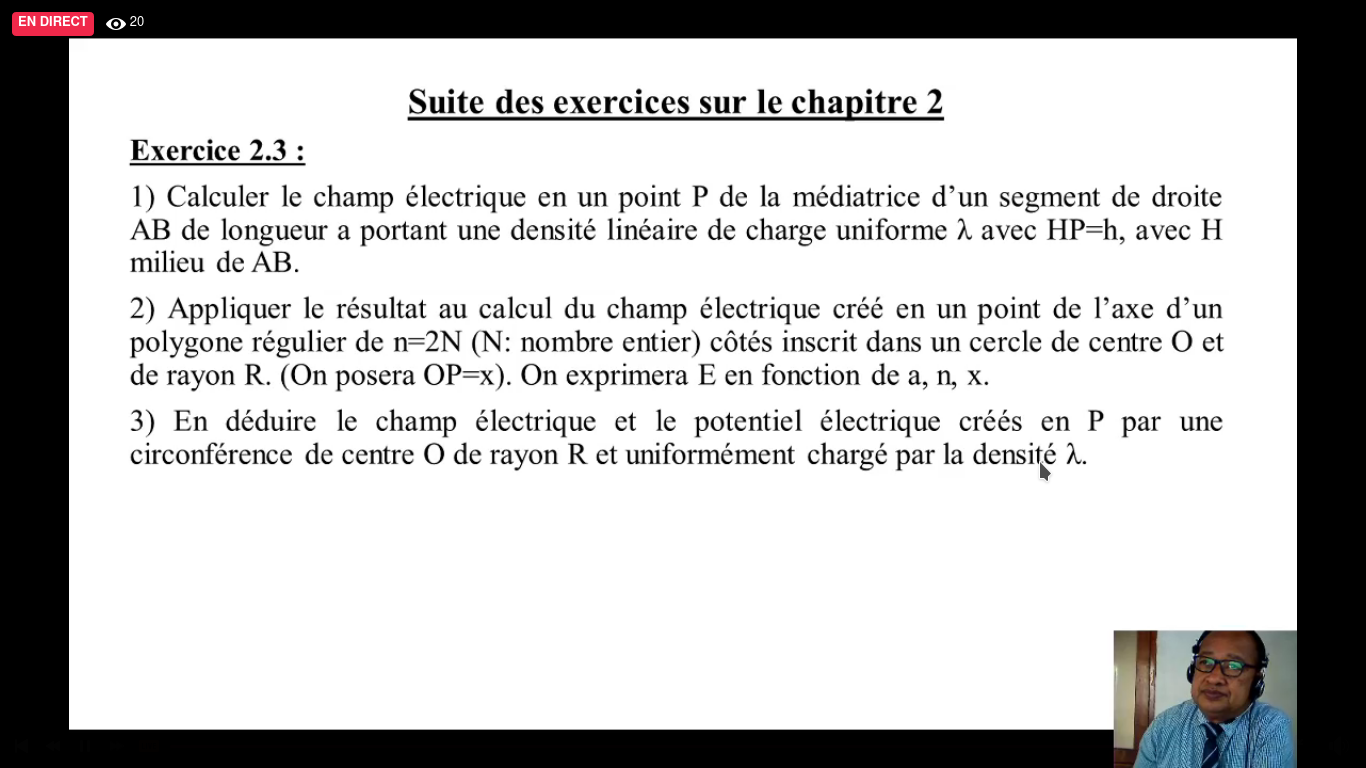 EN DIRECT 20
Suite des exercices sur le chapitre 2
Exercice 2.3 :
1) Calculer le champ électrique en un point P de la médiatrice d’un segment de droite
AB de longueur a portant une densité linéaire de charge uniforme λ avec HP=h, avec H
milieu de AB.
2) Appliquer le résultat au calcul du champ électrique créé en un point de l’axe d’un
polygone régulier de n=2N (N: nombre entier) côtés inscrit dans un cercle de centre O et
de rayon R. (On posera OP=x). On exprimera E en fonction de a, n, x.
3) En déduire le champ électrique et le potentiel électrique créés en P par une
circonférence de centre O de rayon R et uniformément chargé par la densité λ.